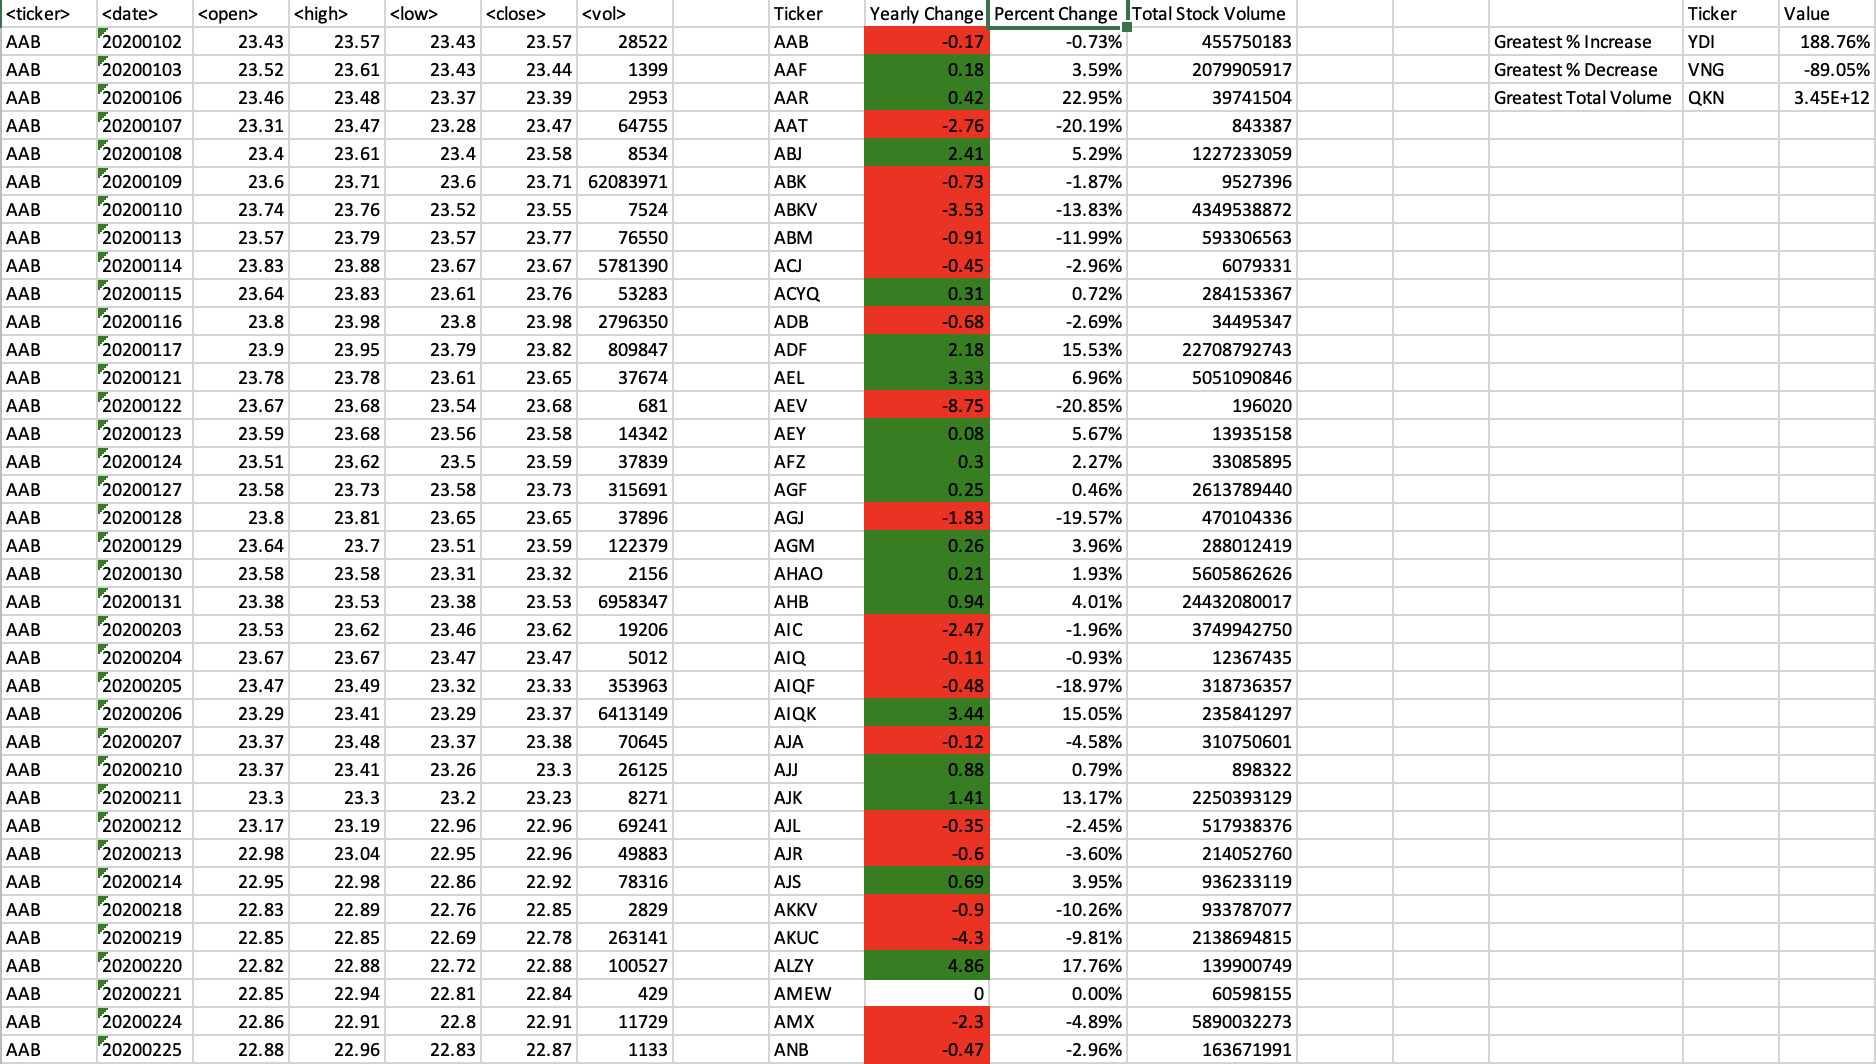 <ticker> <date> <open> <high> <low> <close> <vol> Ticker Yearly Change Percent Change Total Stock Volume Ticker Value
AAB 20200102 23.43 23.57 23.43 23.57 28522 AAB -0.17 -0.73% 455750183 Greatest % Increase YDI 188.76%
AAB 20200103 23.52 23.61 23.43 23.44 1399 AAF 0.18 3.59% 2079905917 Greatest % Decrease VNG -89.05%
AAB 20200106 23.46 23.48 23.37 23.39 2953 AAR 0.42 22.95% 39741504 Greatest Total Volume QKN 3.45E+12
AAB 20200107 23.31 23.47 23.28 23.47 64755 AAT -2.76 -20.19% 843387
AAB 20200108 23.4 23.61 23.4 23.58 8534 ABJ 2.41 5.29% 1227233059
AAB 20200109 23.6 23.71 23.6 23.71 62083971 ABK -0.73 -1.87% 9527396
AAB 20200110 23.74 23.76 23.52 23.55 7524 ABKV -3.53 -13.83% 4349538872
AAB 20200113 23.57 23.79 23.57 23.77 76550 ABM -0.91 -11.99% 593306563
AAB 20200114 23.83 23.88 23.67 23.67 5781390 ACJ -0.45 -2.96% 6079331
AAB 20200115 23.64 23.83 23.61 23.76 53283 ACYQ 0.31 0.72% 284153367
AAB 20200116 23.8 23.98 23.8 23.98 2796350 ADB -0.68 -2.69% 34495347
AAB 20200117 23.9 23.95 23.79 23.82 809847 ADF 2.18 15.53% 22708792743
AAB 20200121 23.78 23.78 23.61 23.65 37674 AEL 3.33 6.96% 5051090846
AAB 20200122 23.67 23.68 23.54 23.68 681 AEV -8.75 -20.85% 196020
AAB 20200123 23.59 23.68 23.56 23.58 14342 AEY 0.08 5.67% 13935158
AAB 20200124 23.51 23.62 23.5 23.59 37839 AFZ 0.3 2.27% 33085895
AAB 20200127 23.58 23.73 23.58 23.73 315691 AGF 0.25 0.46% 2613789440
AAB 20200128 23.8 23.81 23.65 23.65 37896 AGJ -1.83 -19.57% 470104336
AAB 20200129 23.64 23.7 23.51 23.59 122379 AGM 0.26 3.96% 288012419
AAB 20200130 23.58 23.58 23.31 23.32 2156 AHAO 0.21 1.93% 5605862626
AAB 20200131 23.38 23.53 23.38 23.53 6958347 AHB 0.94 4.01% 24432080017
AAB 20200203 23.53 23.62 23.46 23.62 19206 AIC -2.47 -1.96% 3749942750
AAB 20200204 23.67 23.67 23.47 23.47 5012 AIQ -0.11 -0.93% 12367435
AAB 20200205 23.47 23.49 23.32 23.33 353963 AIQF -0.48 -18.97% 318736357
AAB 20200206 23.29 23.41 23.29 23.37 6413149 AIQK 3.44 15.05% 235841297
AAB 20200207 23.37 23.48 23.37 23.38 70645 AJA -0.12 -4.58% 310750601
AAB 20200210 23.37 23.41 23.26 23.3 26125 AJJ 0.88 0.79% 898322
AAB 20200211 23.3 23.3 23.2 23.23 8271 AJK 1.41 13.17% 2250393129
AAB 20200212 23.17 23.19 22.96 22.96 69241 AJL -0.35 -2.45% 517938376
AAB 20200213 22.98 23.04 22.95 22.96 49883 AJR -0.6 -3.60% 214052760
AAB 20200214 22.95 22.98 22.86 22.92 78316 AJS 0.69 3.95% 936233119
AAB 20200218 22.83 22.89 22.76 22.85 2829 AKKV -0.9 -10.26% 933787077
AAB 20200219 22.85 22.85 22.69 22.78 263141 AKUC -4.3 -9.81% 2138694815
AAB 20200220 22.82 22.88 22.72 22.88 100527 ALZY 4.86 17.76% 139900749
AAB 20200221 22.85 22.94 22.81 22.84 429 AMEW 0 0.00% 60598155
AAB 20200224 22.86 22.91 22.8 22.91 11729 AMX -2.3 -4.89% 5890032273
AAB 20200225 22.88 22.96 22.83 22.87 1133 ANB -0.47 -2.96% 163671991